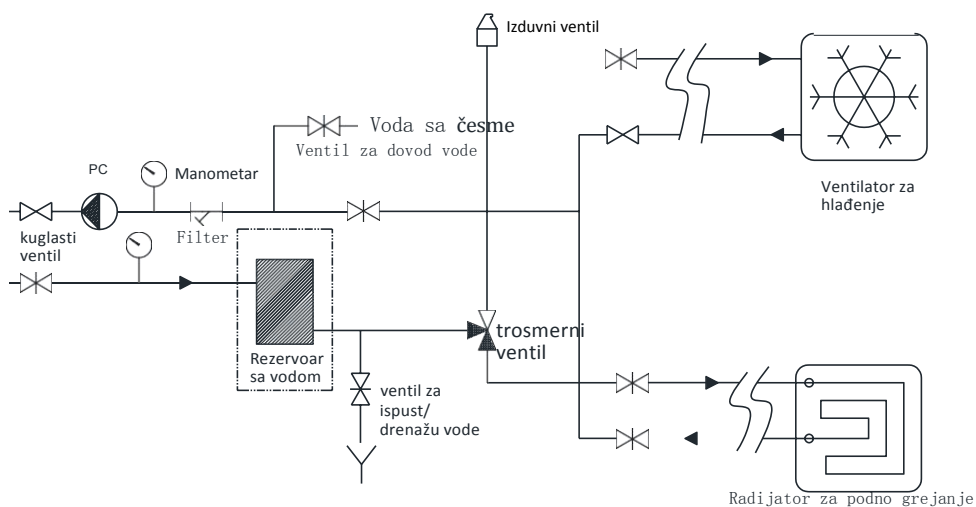 Izduvni ventil
Voda sa česme
Ventil za dovod vode
PC
Manometar
Ventilator za
hlađenje
kuglasti
ventil
Filter
trosmerni
ventil
Rezervoar
sa vodom
ventil za
ispust/
drenažu vode
Radijator za podno grejanje